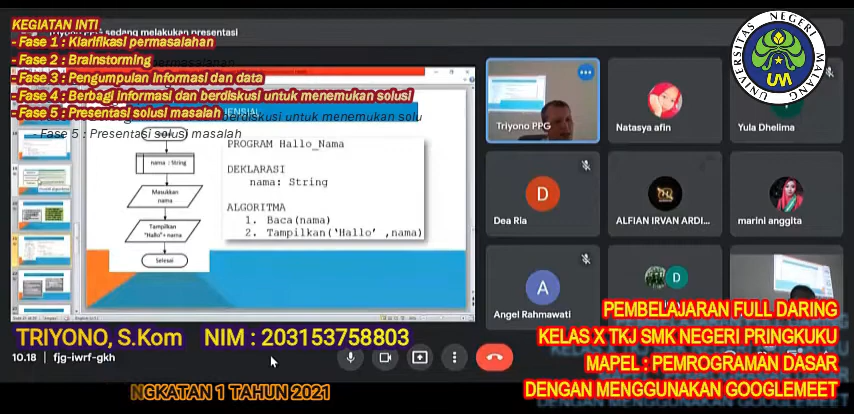 KEGIATAN INTI
- Fase 1 : Klarifikasi permasalahan
- Fase 2 : Brainstorming
- Fase 3 : Pengumpulan informasi dan data
- Fase 4 : Berbagi informasi dan berdiskusi untuk menemukan solusi
- Fase 5 : Presentasi solusi masalah
sedang melakukan presentasi
berdiskusi untuk menemukan solu
- Fase 5 : Presentasi solusi masalah
UNIVERSITAS NEGERI MALANG
UM
nama : String
Masukkan
nama
Tampilkan
"Hallo"+ nama
Selesai
PROGRAM Hallo_Nama
DEKLARASI
nama: String
ALGORITMA
1. Baca(nama)
2. Tampilkan('Hallo' ,nama)
Triyono PPG
Natasya afin
Yula Dhelima
D
Dea Ria
ALFIAN IRVAN ARDI...
marini anggita
A
Angel Rahmawati
D
TRIYONO, S.Kom NIM : 203153758803
10.18 | fjg-iwrf-gkh
NGKATAN 1 TAHUN 2021
PEMBELAJARAN FULL DARING
KELAS X TKJ SMK NEGERI PRINGKUKU
MAPEL : PEMROGRAMAN DASAR
DENGAN MENGGUNAKAN GOOGLEMEET